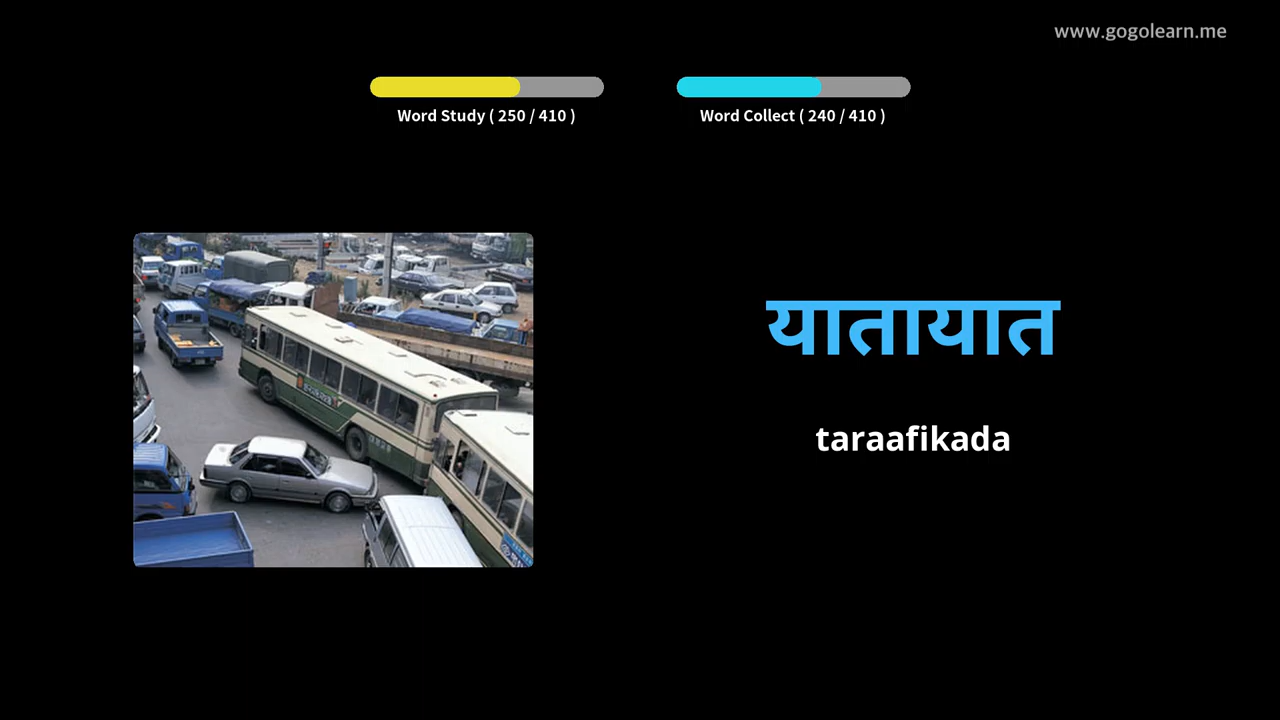 www.gogolearn.me
Word Study ( 250 / 410 )
Word Collect ( 240 / 410 )
यातायात
taraafikada